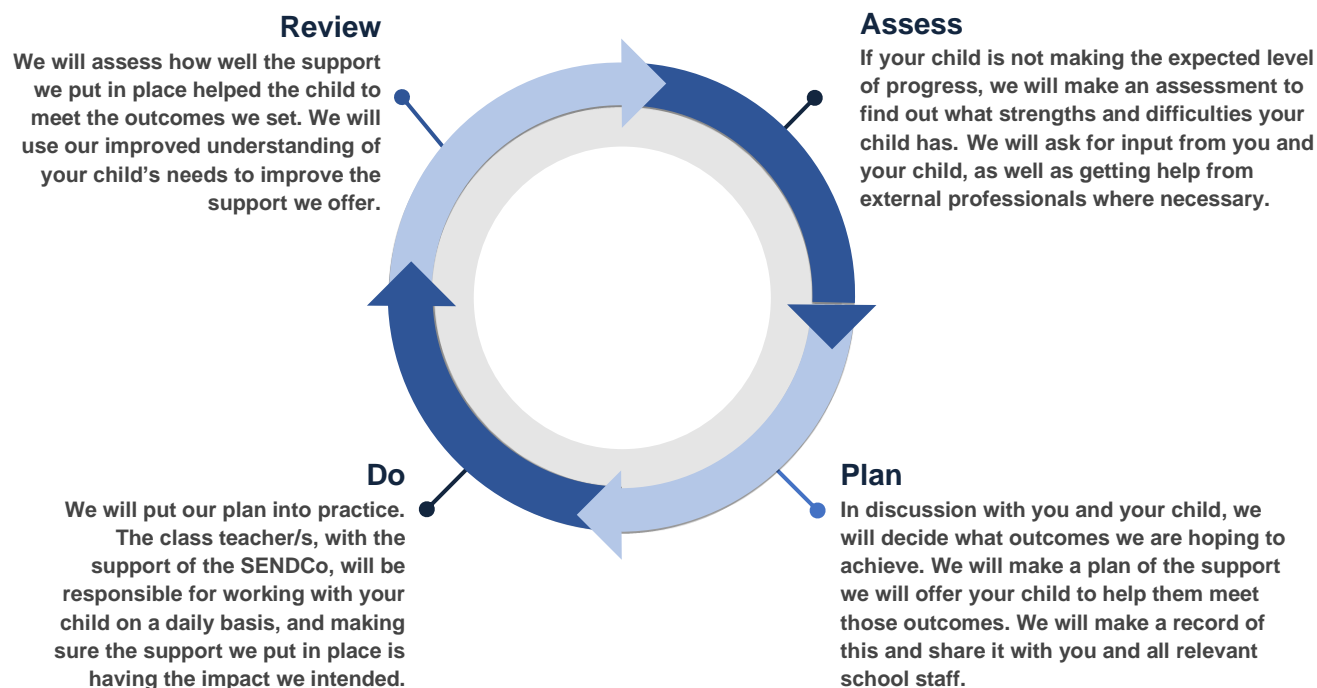 Review
We will assess how well the support
we put in place helped the child to
meet the outcomes we set. We will
use our improved understanding of
your child’s needs to improve the
support we offer.
Assess
If your child is not making the expected level
of progress, we will make an assessment to
find out what strengths and difficulties your
child has. We will ask for input from you and
your child, as well as getting help from
external professionals where necessary.
Do
We will put our plan into practice.
The class teacher/s, with the
support of the SENDCo, will be
responsible for working with your
child on a daily basis, and making
sure the support we put in place is
having the impact we intended.
Plan
In discussion with you and your child, we
will decide what outcomes we are hoping to
achieve. We will make a plan of the support
we will offer your child to help them meet
those outcomes. We will make a record of
this and share it with you and all relevant
school staff.